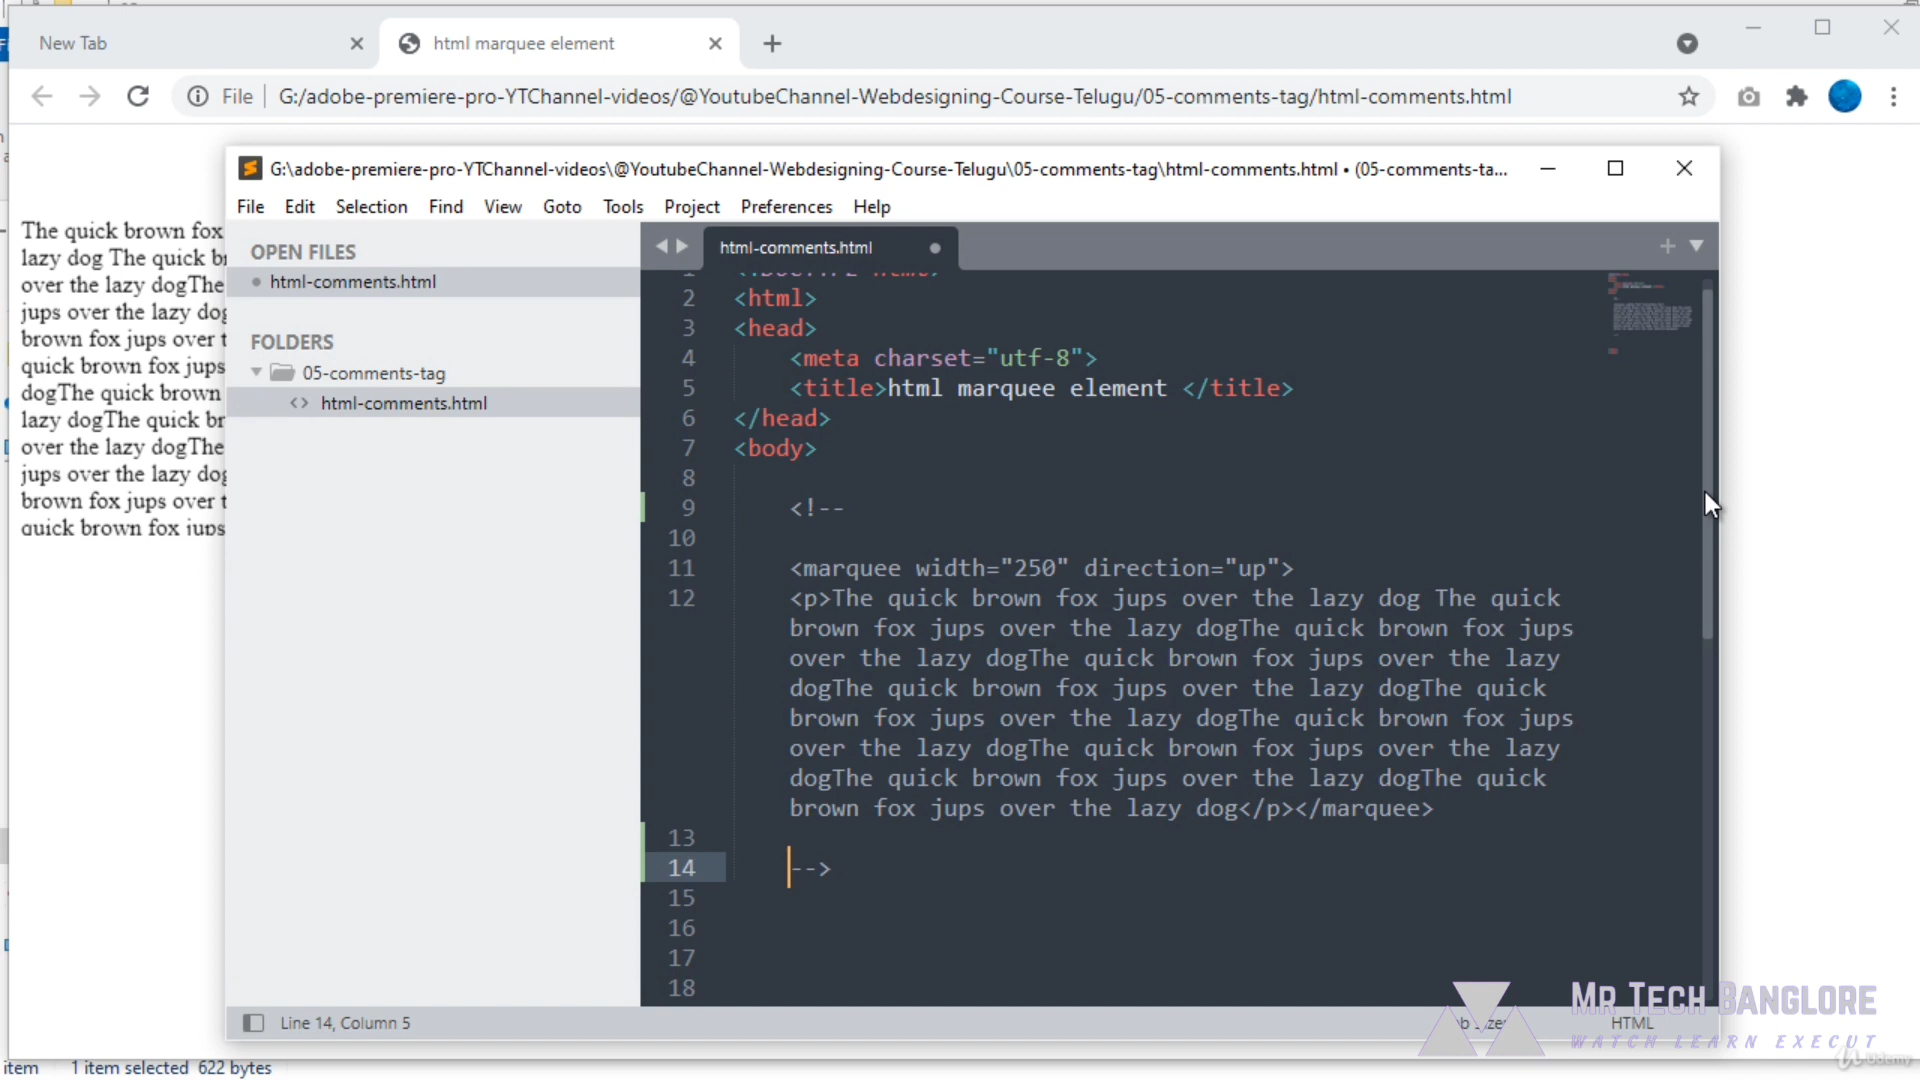 New Tab
html marquee element
File
G:/adobe-premiere-pro-YTChannel-videos/@YoutubeChannel-Webdesigning-Course-Telugu/05-comments-tag/html-comments.html
G:\adobe-premiere-pro-YTChannel-videos\@YoutubeChannel-Webdesigning-Course-Telugu\05-comments-tag\html-comments.html • (05-comments-ta...
File Edit Selection Find View Goto Tools Project Preferences Help
The quick brown fox
lazy dog The quick
over the lazy dogThe
jups over the lazy
brown fox jups over
quick brown fox jups
dogThe quick brown
lazy dogThe quick
over the lazy dogThe
jups over the lazy
brown fox jups over
quick brown fox jups
OPEN FILES
html-comments.html
FOLDERS
05-comments-tag
<> html-comments.html
html-comments.html
2 <html>
3 <head>
4 <meta charset="utf-8">
5 <title>html marquee element </title>
6 </head>
7 <body>
8
9 <!--
10
11 <marquee width="250" direction="up">
12 <p>The quick brown fox jups over the lazy dog The quick
brown fox jups over the lazy dogThe quick brown fox jups
over the lazy dogThe quick brown fox jups over the lazy
dogThe quick brown fox jups over the lazy dogThe quick
brown fox jups over the lazy dogThe quick brown fox jups
over the lazy dogThe quick brown fox jups over the lazy
dogThe quick brown fox jups over the lazy dogThe quick
brown fox jups over the lazy dog</p></marquee>
13
14 -->
15
16
17
18
Line 14, Column 5
HTML
Mr Tech Banglore
WATCH LEARN EXECUT
Udemy
item 1 item selected 622 bytes